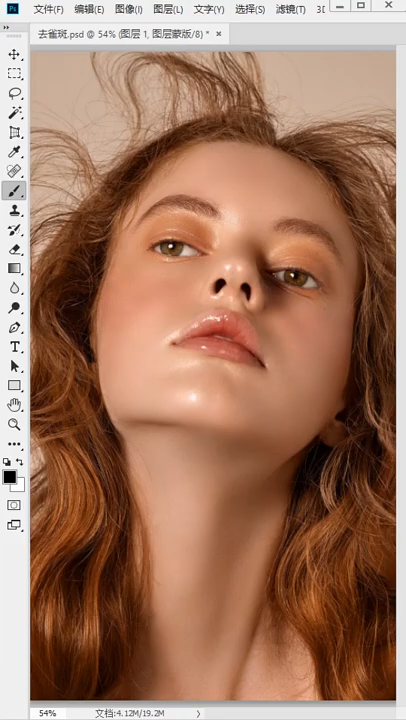 Ps 文件(F) 编辑(E) 图像(I) 图层(L) 文字(Y) 选择(S) 滤镜(T)
去雀斑.psd @ 54% (图层 1, 图层蒙版/8) * ×
T
54% 文档:4.12M/19.2M